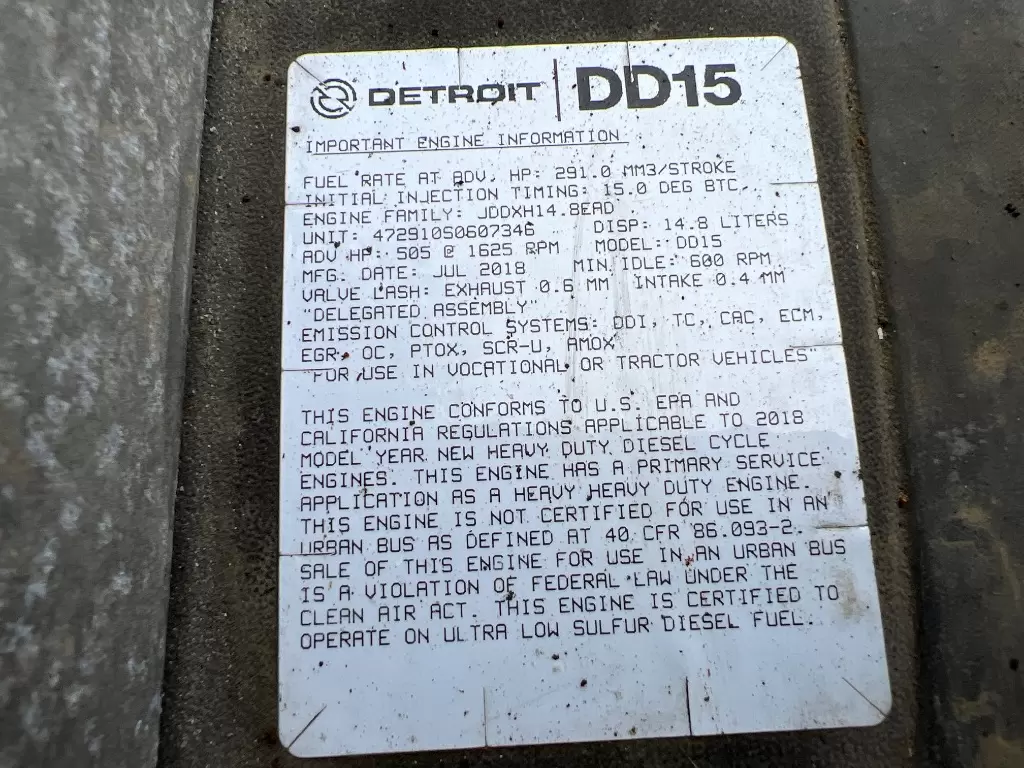 DETROIT | DD15
IMPORTANT ENGINE INFORMATION
FUEL RATE AT ADV. HP: 291.0 MM3/STROKE
INITIAL INJECTION TIMING: 15.0 DEG BTC
ENGINE FAMILY: JDDXH14.8EAD
UNIT: 472910S0607346 DISP: 14.8 LITERS
ADV HP: 505 @ 1625 RPM MODEL: DD15
MFG. DATE: JUL 2018 MIN. IDLE: 600 RPM
VALVE LASH: EXHAUST 0.6 MM INTAKE 0.4 MM
"DELEGATED ASSEMBLY"
EMISSION CONTROL SYSTEMS: DDI, TC, CAC, ECM,
EGR, OC, PTOX, SCR-U, AMOX
"FOR USE IN VOCATIONAL OR TRACTOR VEHICLES"
THIS ENGINE CONFORMS TO U.S. EPA AND
CALIFORNIA REGULATIONS APPLICABLE TO 2018
MODEL YEAR NEW HEAVY DUTY DIESEL CYCLE
ENGINES. THIS ENGINE HAS A PRIMARY SERVICE
APPLICATION AS A HEAVY HEAVY DUTY ENGINE.
THIS ENGINE IS NOT CERTIFIED FOR USE IN AN
URBAN BUS AS DEFINED AT 40 CFR 86.093-2.
SALE OF THIS ENGINE FOR USE IN AN URBAN BUS
IS A VIOLATION OF FEDERAL LAW UNDER THE
CLEAN AIR ACT. THIS ENGINE IS CERTIFIED TO
OPERATE ON ULTRA LOW SULFUR DIESEL FUEL.